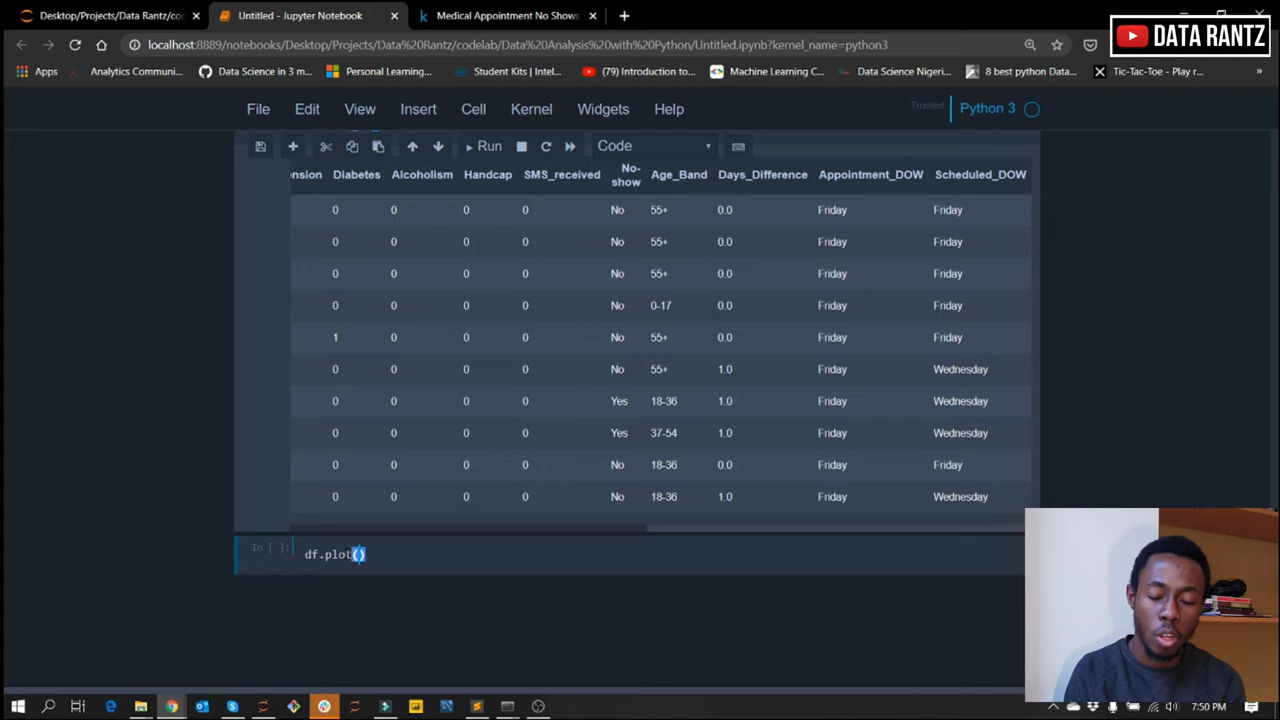 Desktop/Projects/Data Rantz/co
Untitled - Jupyter Notebook
Medical Appointment No Shows
DATA RANTZ
localhost:8889/notebooks/Desktop/Projects/Data%20Rantz/codelab/Data%20Analysis%20with%20Python/Untitled.ipynb?kernel_name=python3
Apps Analytics Communi... Data Science in 3 m... Personal Learning... Student Kits | Intel... (79) Introduction to... Machine Learning C... Data Science Nigeri... 8 best python Data... Tic-Tac-Toe - Play r... »
File Edit View Insert Cell Kernel Widgets Help Trusted Python 3
Run Code
ension Diabetes Alcoholism Handcap SMS_received No-show Age_Band Days_Difference Appointment_DOW Scheduled_DOW
0 0 0 0 No 55+ 0.0 Friday Friday
0 0 0 0 No 55+ 0.0 Friday Friday
0 0 0 0 No 55+ 0.0 Friday Friday
0 0 0 0 No 0-17 0.0 Friday Friday
1 0 0 0 No 55+ 0.0 Friday Friday
0 0 0 0 No 55+ 1.0 Friday Wednesday
0 0 0 0 Yes 18-36 1.0 Friday Wednesday
0 0 0 0 Yes 37-54 1.0 Friday Wednesday
0 0 0 0 No 18-36 0.0 Friday Friday
0 0 0 0 No 18-36 1.0 Friday Wednesday
In [ ]: df.plot()
7:50 PM